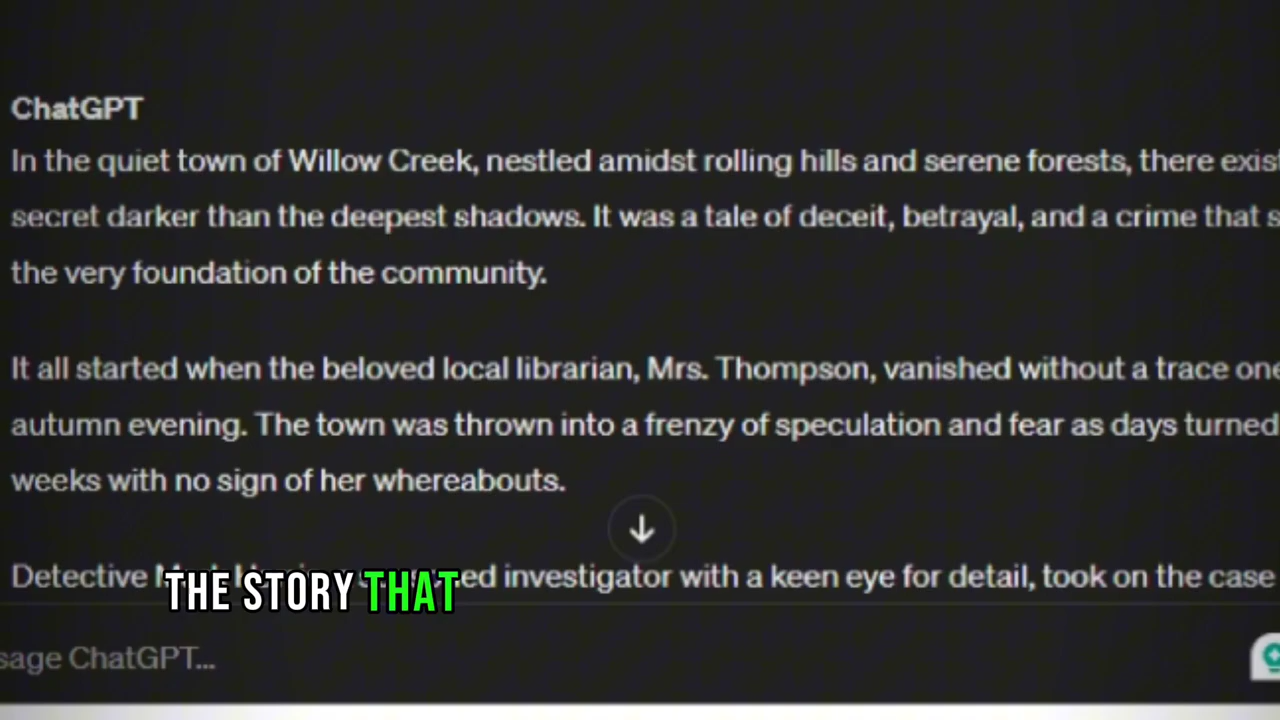 ChatGPT
In the quiet town of Willow Creek, nestled amidst rolling hills and serene forests, there exis
secret darker than the deepest shadows. It was a tale of deceit, betrayal, and a crime that s
the very foundation of the community.
It all started when the beloved local librarian, Mrs. Thompson, vanished without a trace one
autumn evening. The town was thrown into a frenzy of speculation and fear as days turned
weeks with no sign of her whereabouts.
Detective ed investigator with a keen eye for detail, took on the case
THE STORY THAT
sage ChatGPT...